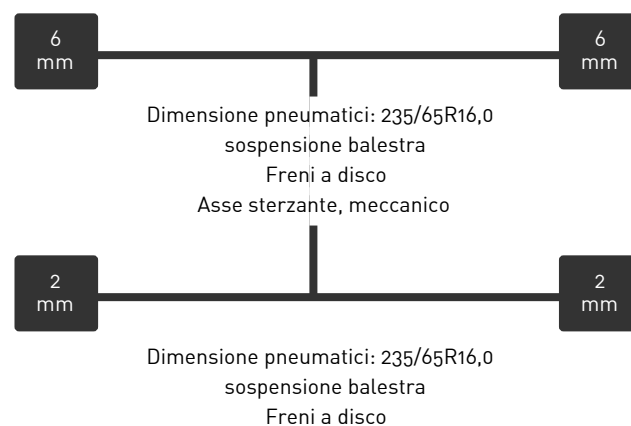 6 6
mm mm
Dimensione pneumatici: 235/65R16,0
sospensione balestra
Freni a disco
Asse sterzante, meccanico
2 2
mm mm
Dimensione pneumatici: 235/65R16,0
sospensione balestra
Freni a disco